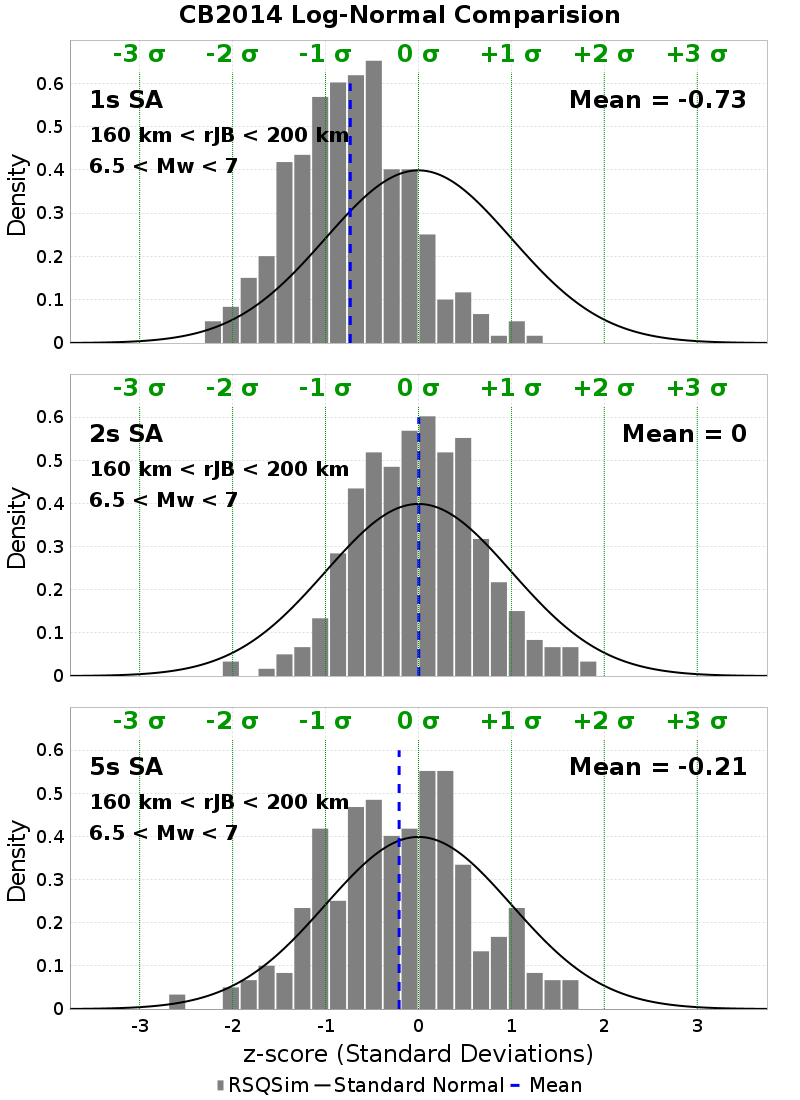 CB2014 Log-Normal Comparision
-3 σ -2 σ -1 σ 0 σ +1 σ +2 σ +3 σ
1s SA Mean = -0.73
160 km < rJB < 200 km
6.5 < Mw < 7
Density
0.6
0.5
0.4
0.3
0.2
0.1
0
-3 σ -2 σ -1 σ 0 σ +1 σ +2 σ +3 σ
2s SA Mean = 0
160 km < rJB < 200 km
6.5 < Mw < 7
Density
0.6
0.5
0.4
0.3
0.2
0.1
0
-3 σ -2 σ -1 σ 0 σ +1 σ +2 σ +3 σ
5s SA Mean = -0.21
160 km < rJB < 200 km
6.5 < Mw < 7
Density
0.6
0.5
0.4
0.3
0.2
0.1
0
-3 -2 -1 0 1 2 3
z-score (Standard Deviations)
RSQSim Standard Normal Mean